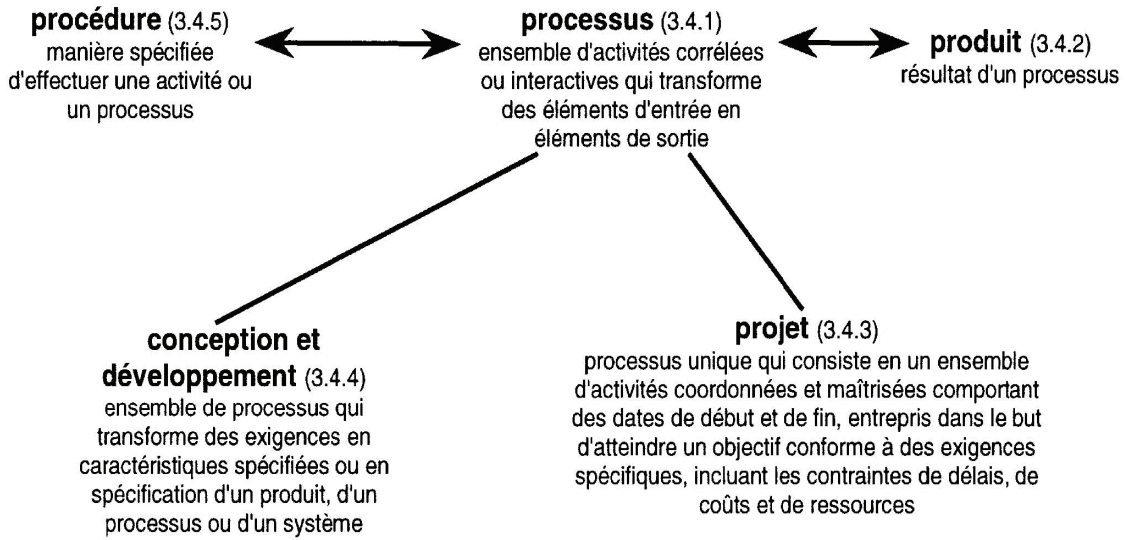 procédure (3.4.5)
manière spécifiée
d'effectuer une activité ou
un processus
processus (3.4.1)
ensemble d'activités corrélées
ou interactives qui transforme
des éléments d'entrée en
éléments de sortie
produit (3.4.2)
résultat d'un processus
conception et
développement (3.4.4)
ensemble de processus qui
transforme des exigences en
caractéristiques spécifiées ou en
spécification d'un produit, d'un
processus ou d'un système
projet (3.4.3)
processus unique qui consiste en un ensemble
d'activités coordonnées et maîtrisées comportant
des dates de début et de fin, entrepris dans le but
d'atteindre un objectif conforme à des exigences
spécifiques, incluant les contraintes de délais, de
coûts et de ressources